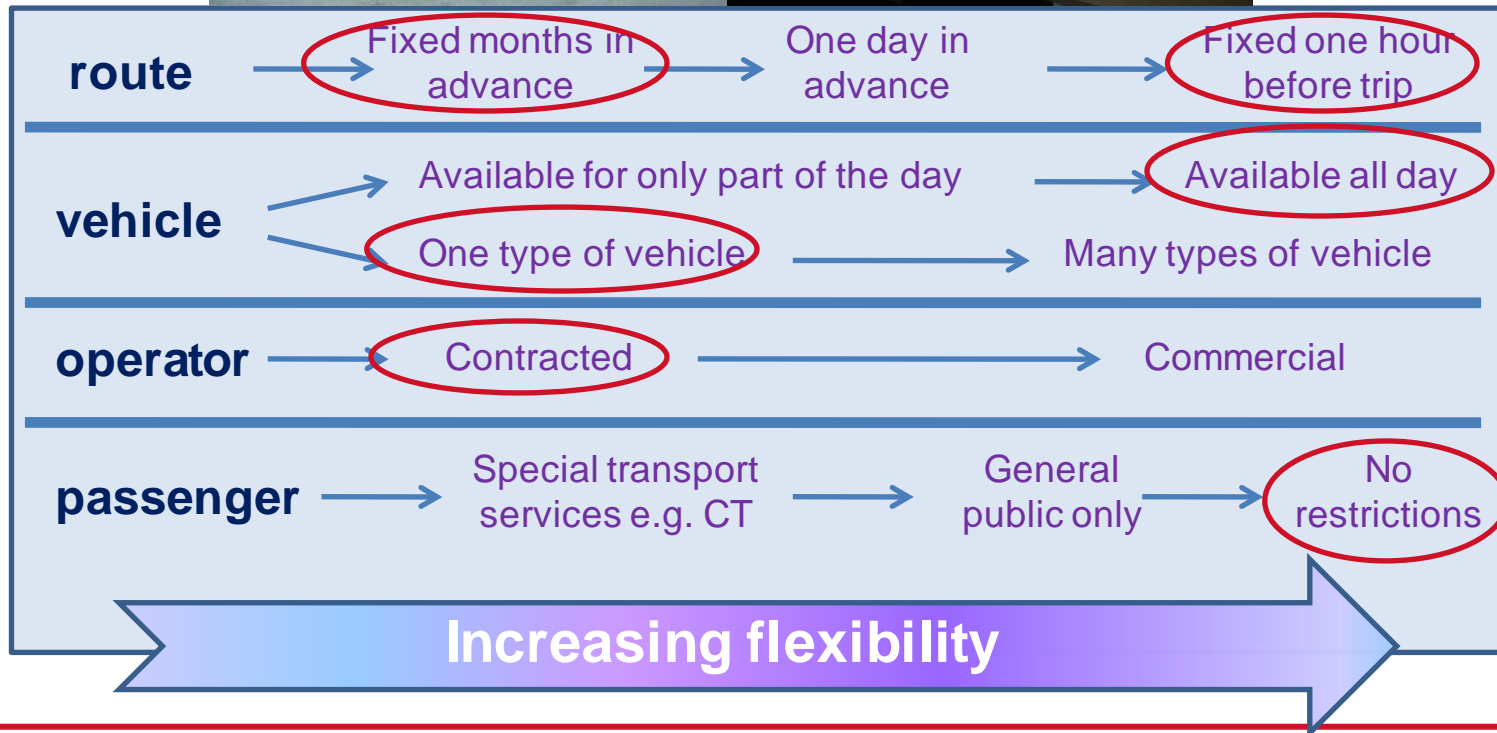 route
Fixed months in
advance
One day in
advance
Fixed one hour
before trip
vehicle
Available for only part of the day
Available all day
One type of vehicle
Many types of vehicle
operator
Contracted
Commercial
passenger
Special transport
services e.g. CT
General
public only
No
restrictions
Increasing flexibility